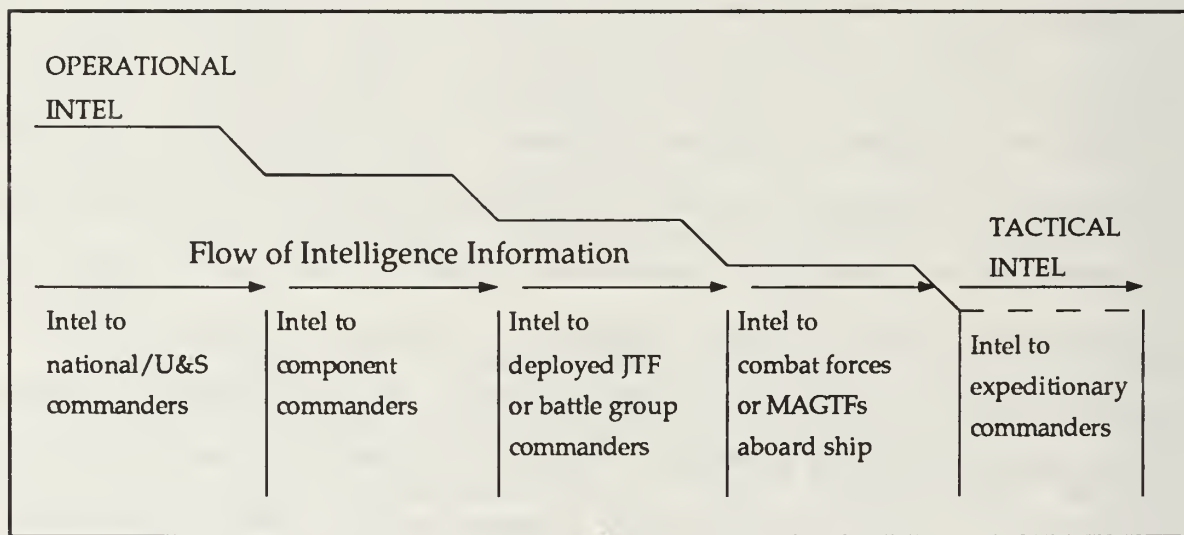 OPERATIONAL
INTEL
Flow of Intelligence Information
TACTICAL
INTEL
Intel to
national/U&S
commanders
Intel to
component
commanders
Intel to
deployed JTF
or battle group
commanders
Intel to
combat forces
or MAGTFs
aboard ship
Intel to
expeditionary
commanders